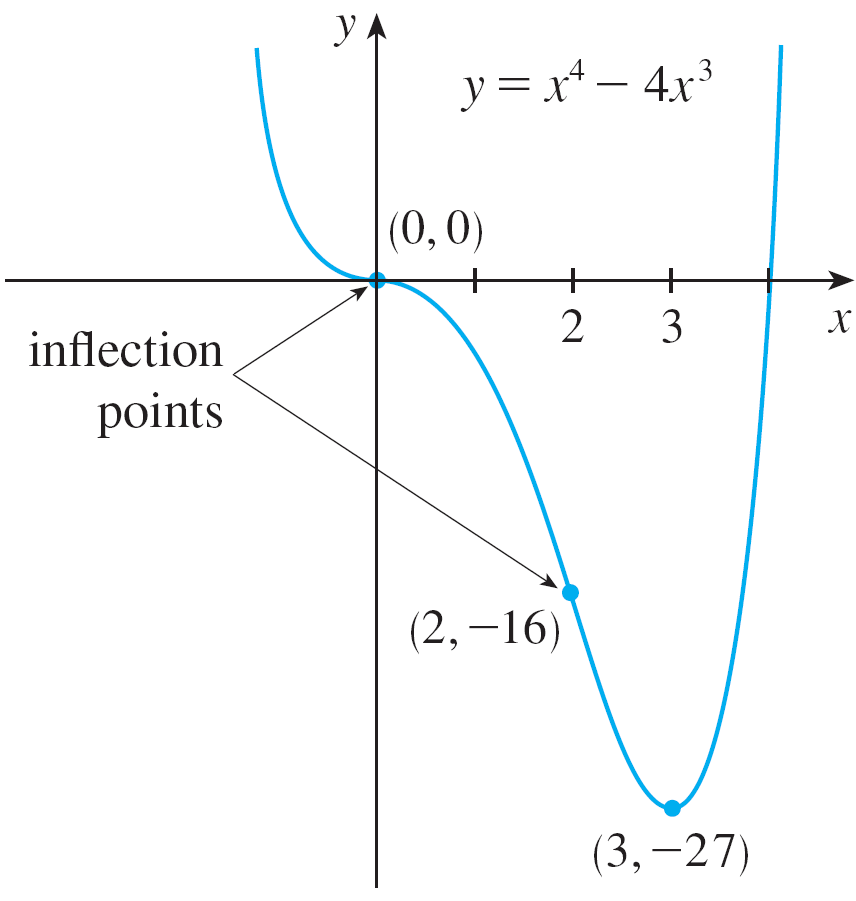 y
y = x⁴ − 4x³
(0, 0)
2
3
x
inflection
points
(2, −16)
(3, −27)